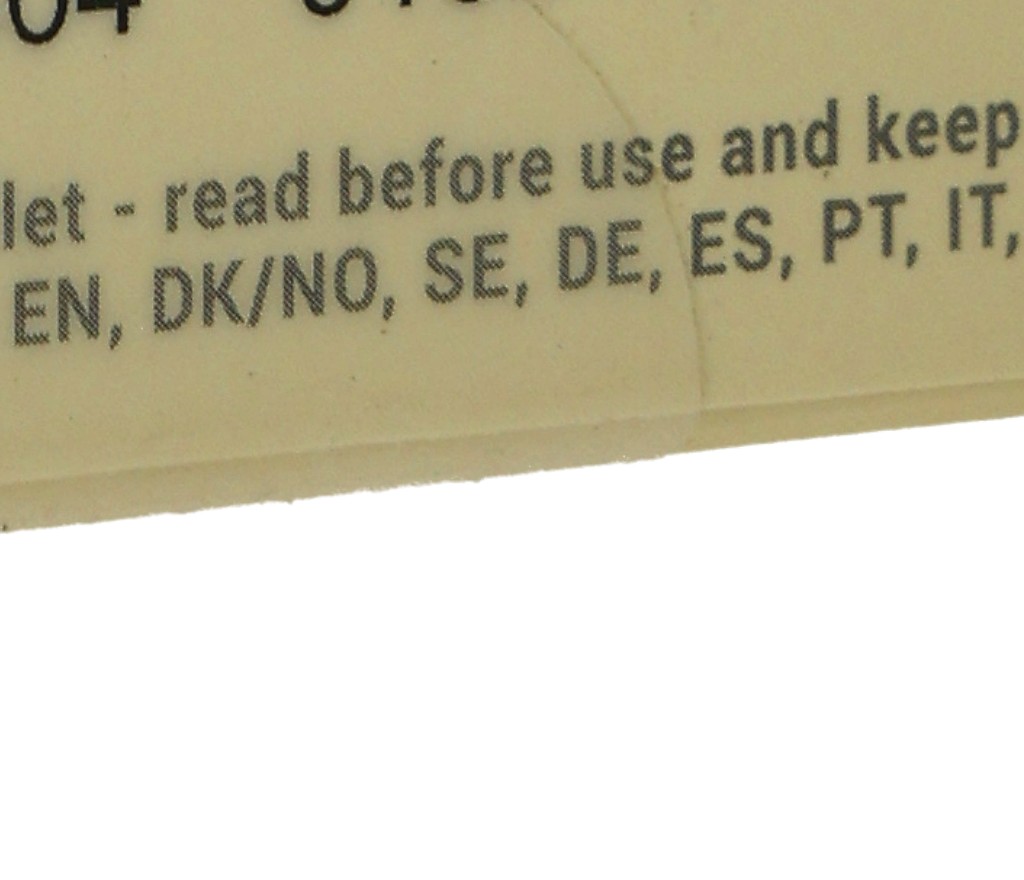 let - read before use and keep
EN, DK/NO, SE, DE, ES, PT, IT,